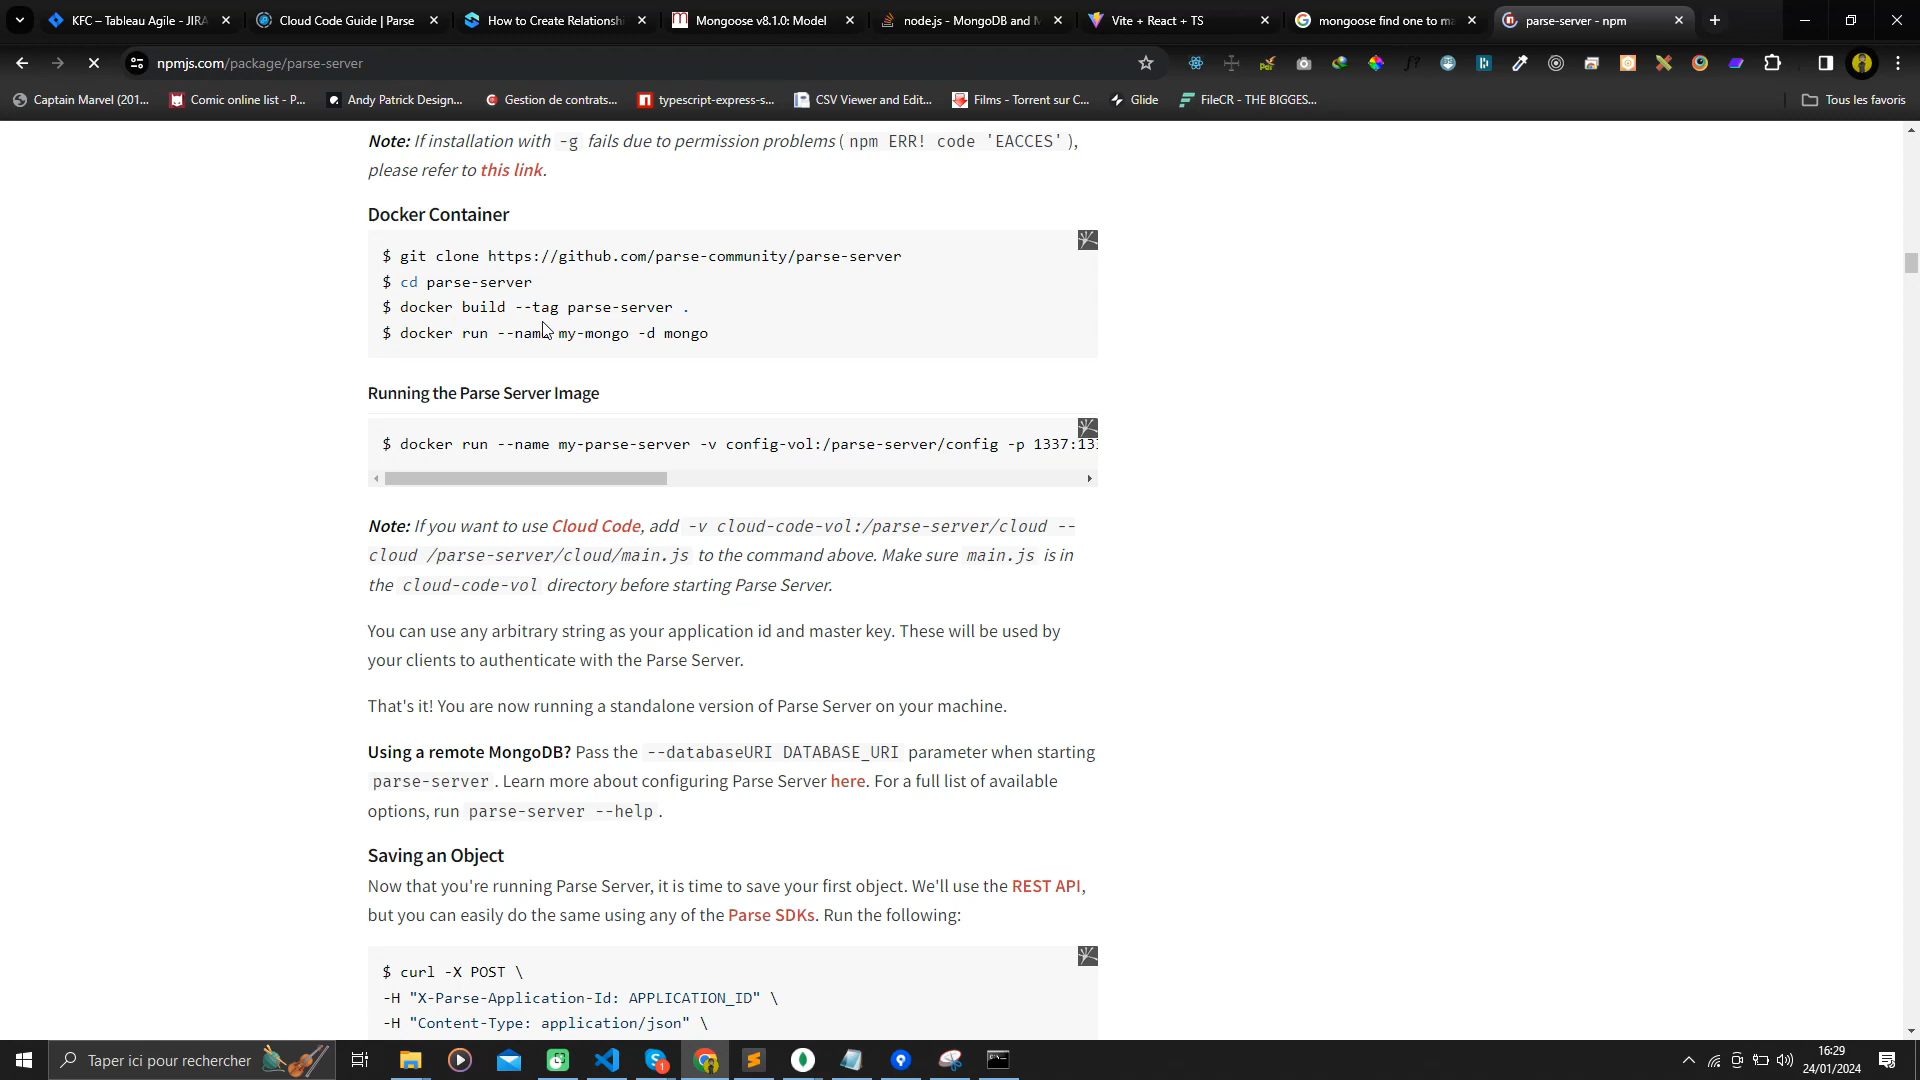 KFC – Tableau Agile - JIRA
Cloud Code Guide | Parse
How to Create Relationshi
Mongoose v8.1.0: Model
node.js - MongoDB and M
Vite + React + TS
mongoose find one to ma
parse-server - npm
npmjs.com/package/parse-server
Captain Marvel (201...
Comic online list - P...
Andy Patrick Design...
Gestion de contrats...
typescript-express-s...
CSV Viewer and Edit...
Films - Torrent sur C...
Glide
FileCR - THE BIGGES...
Tous les favoris
Note: If installation with -g fails due to permission problems ( npm ERR! code 'EACCES' ),
please refer to this link.
Docker Container
$ git clone https://github.com/parse-community/parse-server
$ cd parse-server
$ docker build --tag parse-server .
$ docker run --name my-mongo -d mongo
Running the Parse Server Image
$ docker run --name my-parse-server -v config-vol:/parse-server/config -p 1337:133
Note: If you want to use Cloud Code, add -v cloud-code-vol:/parse-server/cloud --
cloud /parse-server/cloud/main.js to the command above. Make sure main.js is in
the cloud-code-vol directory before starting Parse Server.
You can use any arbitrary string as your application id and master key. These will be used by
your clients to authenticate with the Parse Server.
That's it! You are now running a standalone version of Parse Server on your machine.
Using a remote MongoDB? Pass the --databaseURI DATABASE_URI parameter when starting
parse-server . Learn more about configuring Parse Server here. For a full list of available
options, run parse-server --help .
Saving an Object
Now that you're running Parse Server, it is time to save your first object. We'll use the REST API,
but you can easily do the same using any of the Parse SDKs. Run the following:
$ curl -X POST \
-H "X-Parse-Application-Id: APPLICATION_ID" \
-H "Content-Type: application/json" \
Taper ici pour rechercher
16:29
24/01/2024